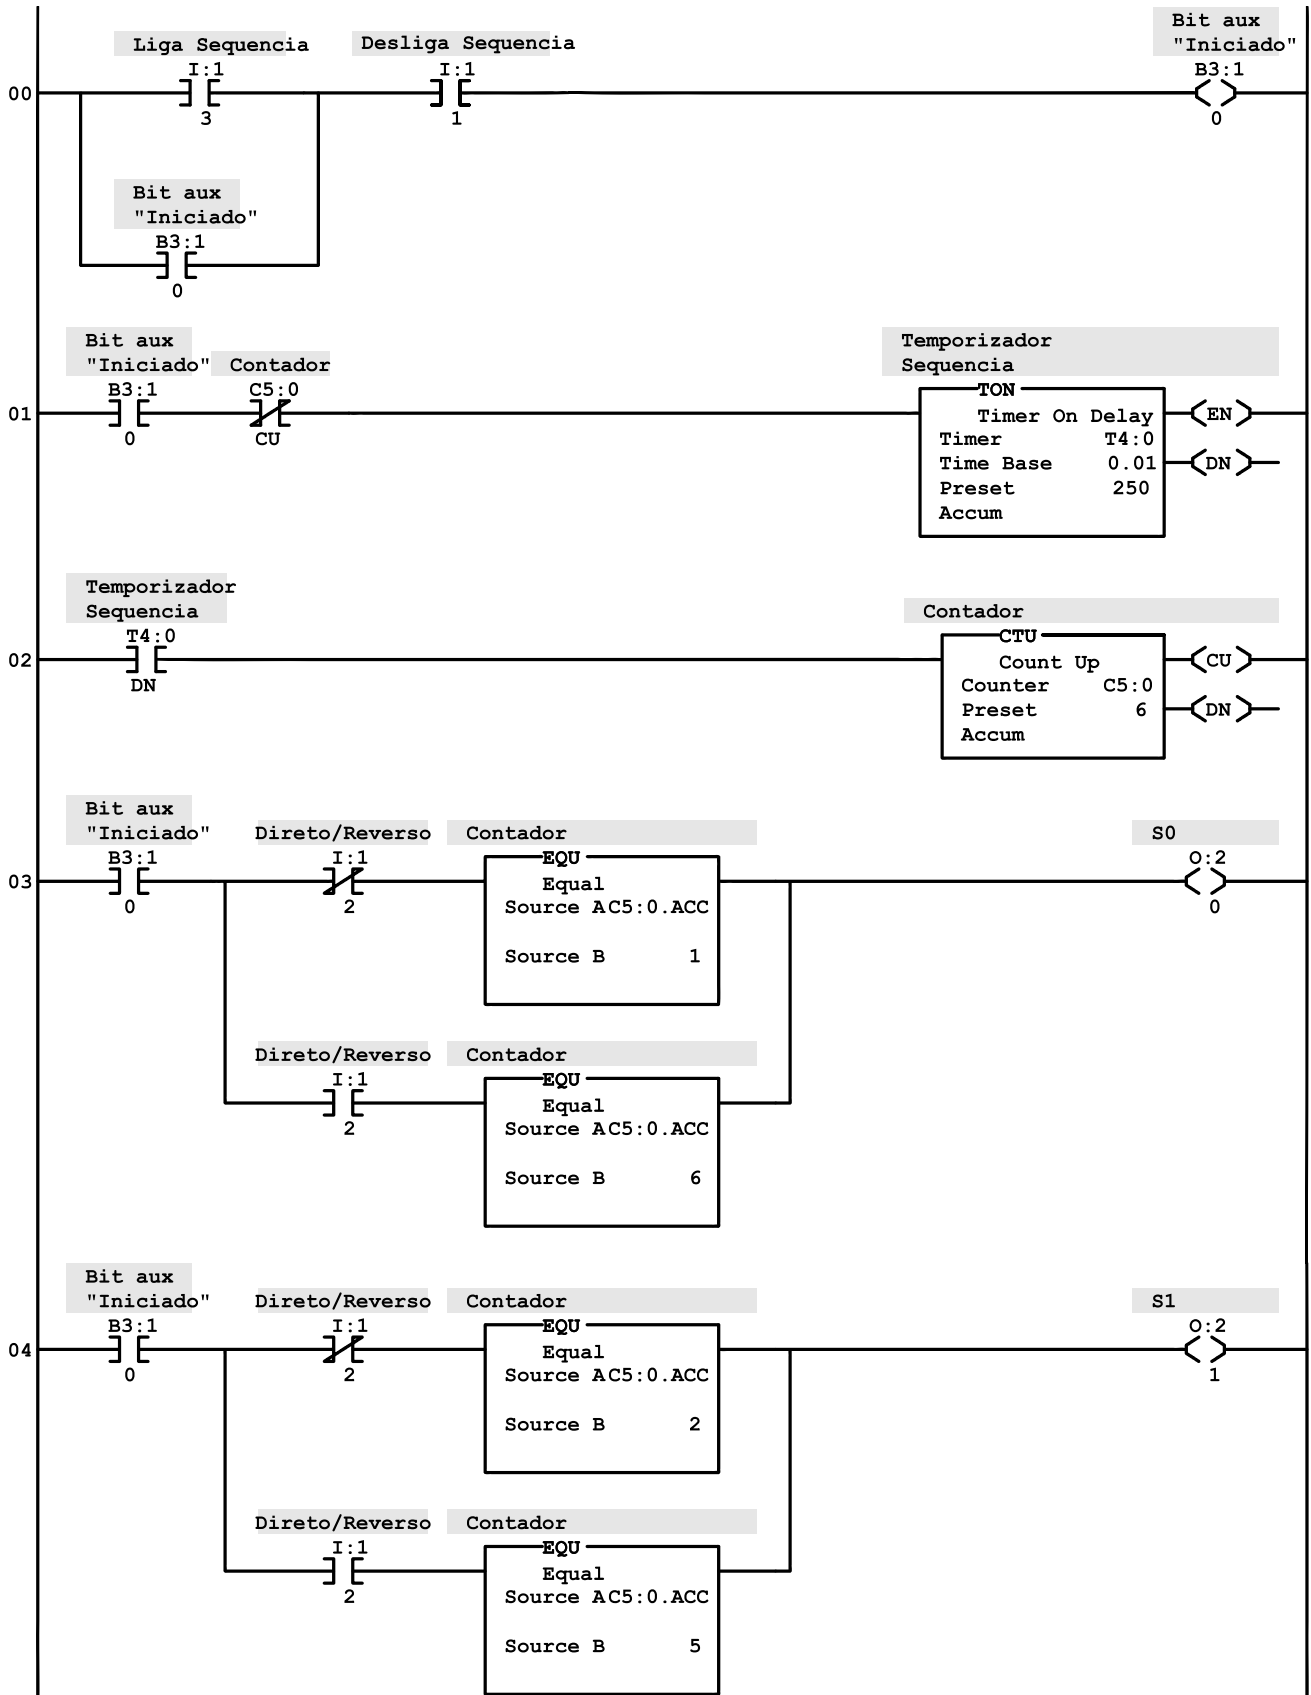 Bit aux
"Iniciado"
Liga Sequencia
Desliga Sequencia
I:1
I:1
B3:1
00
3
1
0
Bit aux
"Iniciado"
B3:1
0
Bit aux
"Iniciado"
Contador
Temporizador
Sequencia
B3:1
C5:0
TON
01
Timer On Delay
EN
0
CU
Timer T4:0
Time Base 0.01
DN
Preset 250
Accum
Temporizador
Sequencia
Contador
T4:0
CTU
02
Count Up
CU
DN
Counter C5:0
Preset 6
DN
Accum
Bit aux
"Iniciado"
Direto/Reverso
Contador
S0
B3:1
I:1
EQU
O:2
03
Equal
0
2
Source A C5:0.ACC
0
Source B 1
Direto/Reverso
Contador
I:1
EQU
Equal
2
Source A C5:0.ACC
Source B 6
Bit aux
"Iniciado"
Direto/Reverso
Contador
S1
B3:1
I:1
EQU
O:2
04
Equal
0
2
Source A C5:0.ACC
1
Source B 2
Direto/Reverso
Contador
I:1
EQU
Equal
2
Source A C5:0.ACC
Source B 5